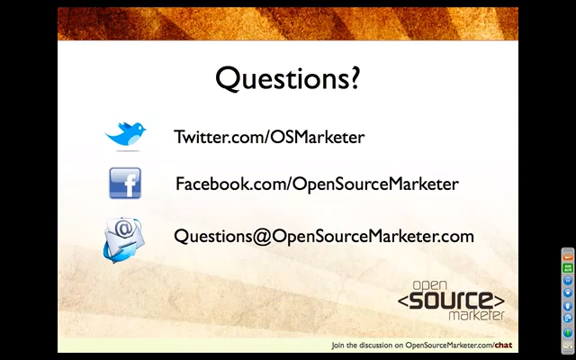 Questions?
Twitter.com/OSMarketer
Facebook.com/OpenSourceMarketer
Questions@OpenSourceMarketer.com
open
<source>
marketer
Join the discussion on OpenSourceMarketer.com/chat